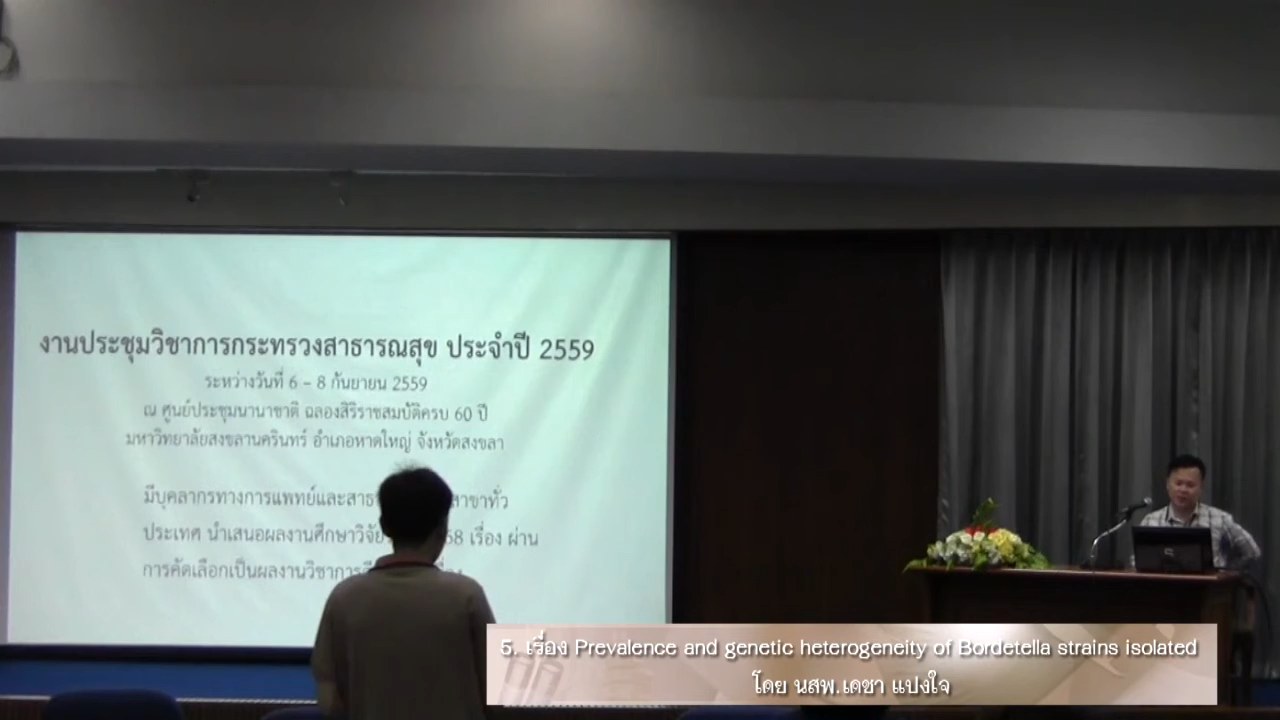 งานประชุมวิชาการกระทรวงสาธารณสุข ประจำปี 2559
ระหว่างวันที่ 6 – 8 กันยายน 2559
ณ ศูนย์ประชุมนานาชาติ ฉลองสิริราชสมบัติครบ 60 ปี
มหาวิทยาลัยสงขลานครินทร์ อำเภอหาดใหญ่ จังหวัดสงขลา
มีบุคลากรทางการแพทย์และสาธ สาขาทั่ว
ประเทศ นำเสนอผลงานศึกษาวิจัย 68 เรื่อง ผ่าน
การคัดเลือกเป็นผลงานวิชาการ
5. เรื่อง Prevalence and genetic heterogeneity of Bordetella strains isolated
โดย นสพ.เดชา แปงใจ